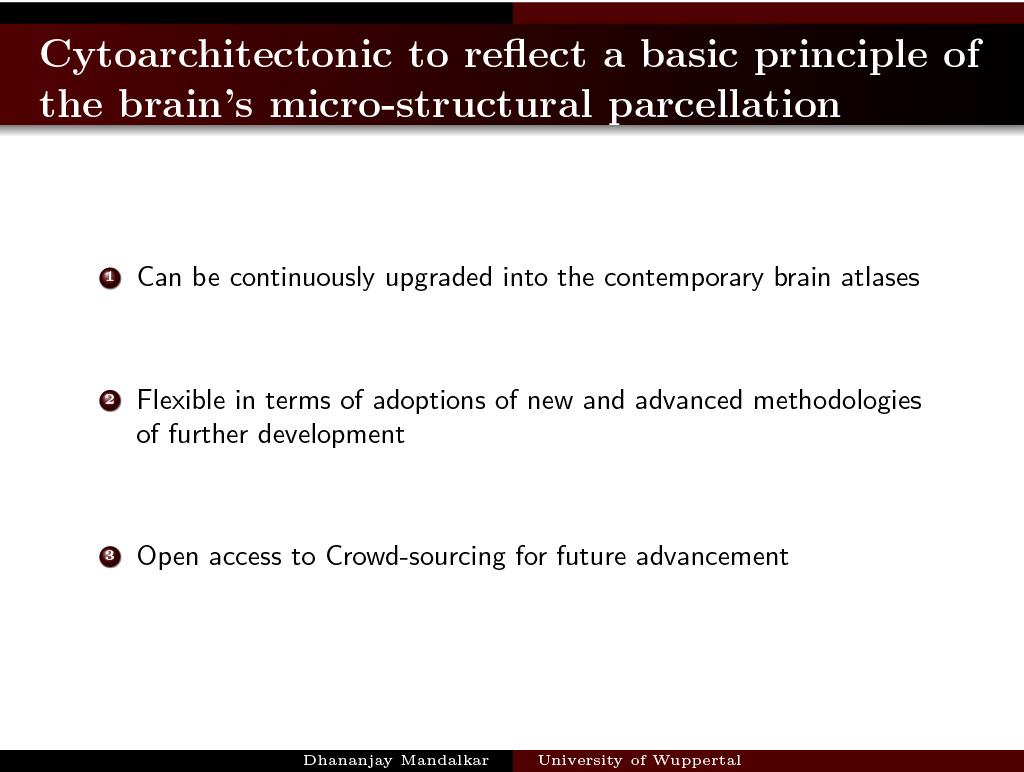 Cytoarchitectonic to reflect a basic principle of
the brain's micro-structural parcellation
1 Can be continuously upgraded into the contemporary brain atlases
2 Flexible in terms of adoptions of new and advanced methodologies
of further development
3 Open access to Crowd-sourcing for future advancement
Dhananjay Mandalkar University of Wuppertal